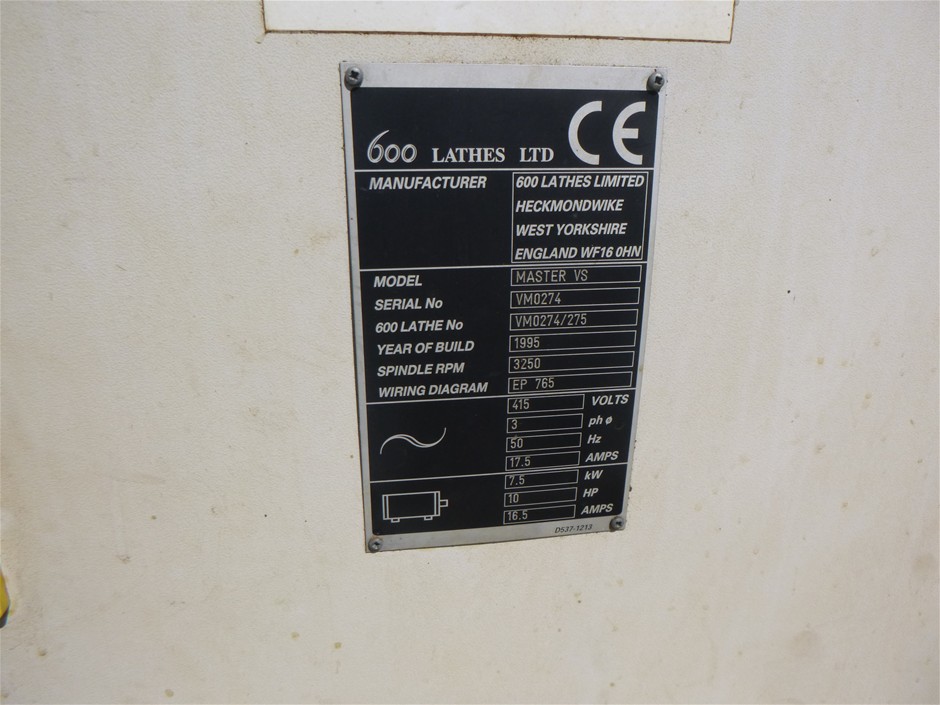 600 LATHES LTD CE
MANUFACTURER 600 LATHES LIMITED
HECKMONDWIKE
WEST YORKSHIRE
ENGLAND WF16 0HN
MODEL MASTER VS
SERIAL No VM0274
600 LATHE No VM0274/275
YEAR OF BUILD 1995
SPINDLE RPM 3250
WIRING DIAGRAM EP 765
415 VOLTS
3 ph ø
50 Hz
17.5 AMPS
7.5 kW
10 HP
16.5 AMPS
D537-1213